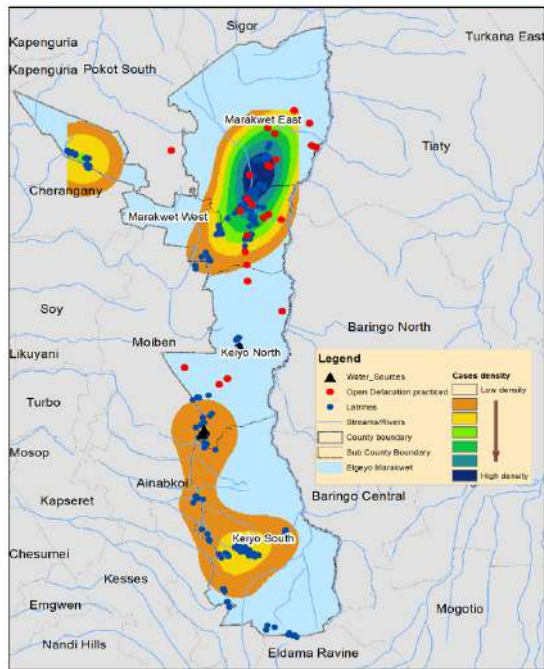 Sigor
Kapenguria
Turkana East
Kapenguria Pokot South
Marakwet East
Tiaty
Cherangany
Marakwet West
Soy
Baringo North
Moiben
Likuyani
Keiyo North
Legend
Water_Sources
Open Defacation practiced
Latrines
Streams/Rivers
County boundary
Sub County Boundary
Elgeyo Marakwet
Cases density
Low density
High density
Turbo
Mosop
Ainabkoi
Baringo Central
Kapseret
Keiyo South
Chesumei
Kesses
Emgwen
Mogotio
Nandi Hills
Eldama Ravine